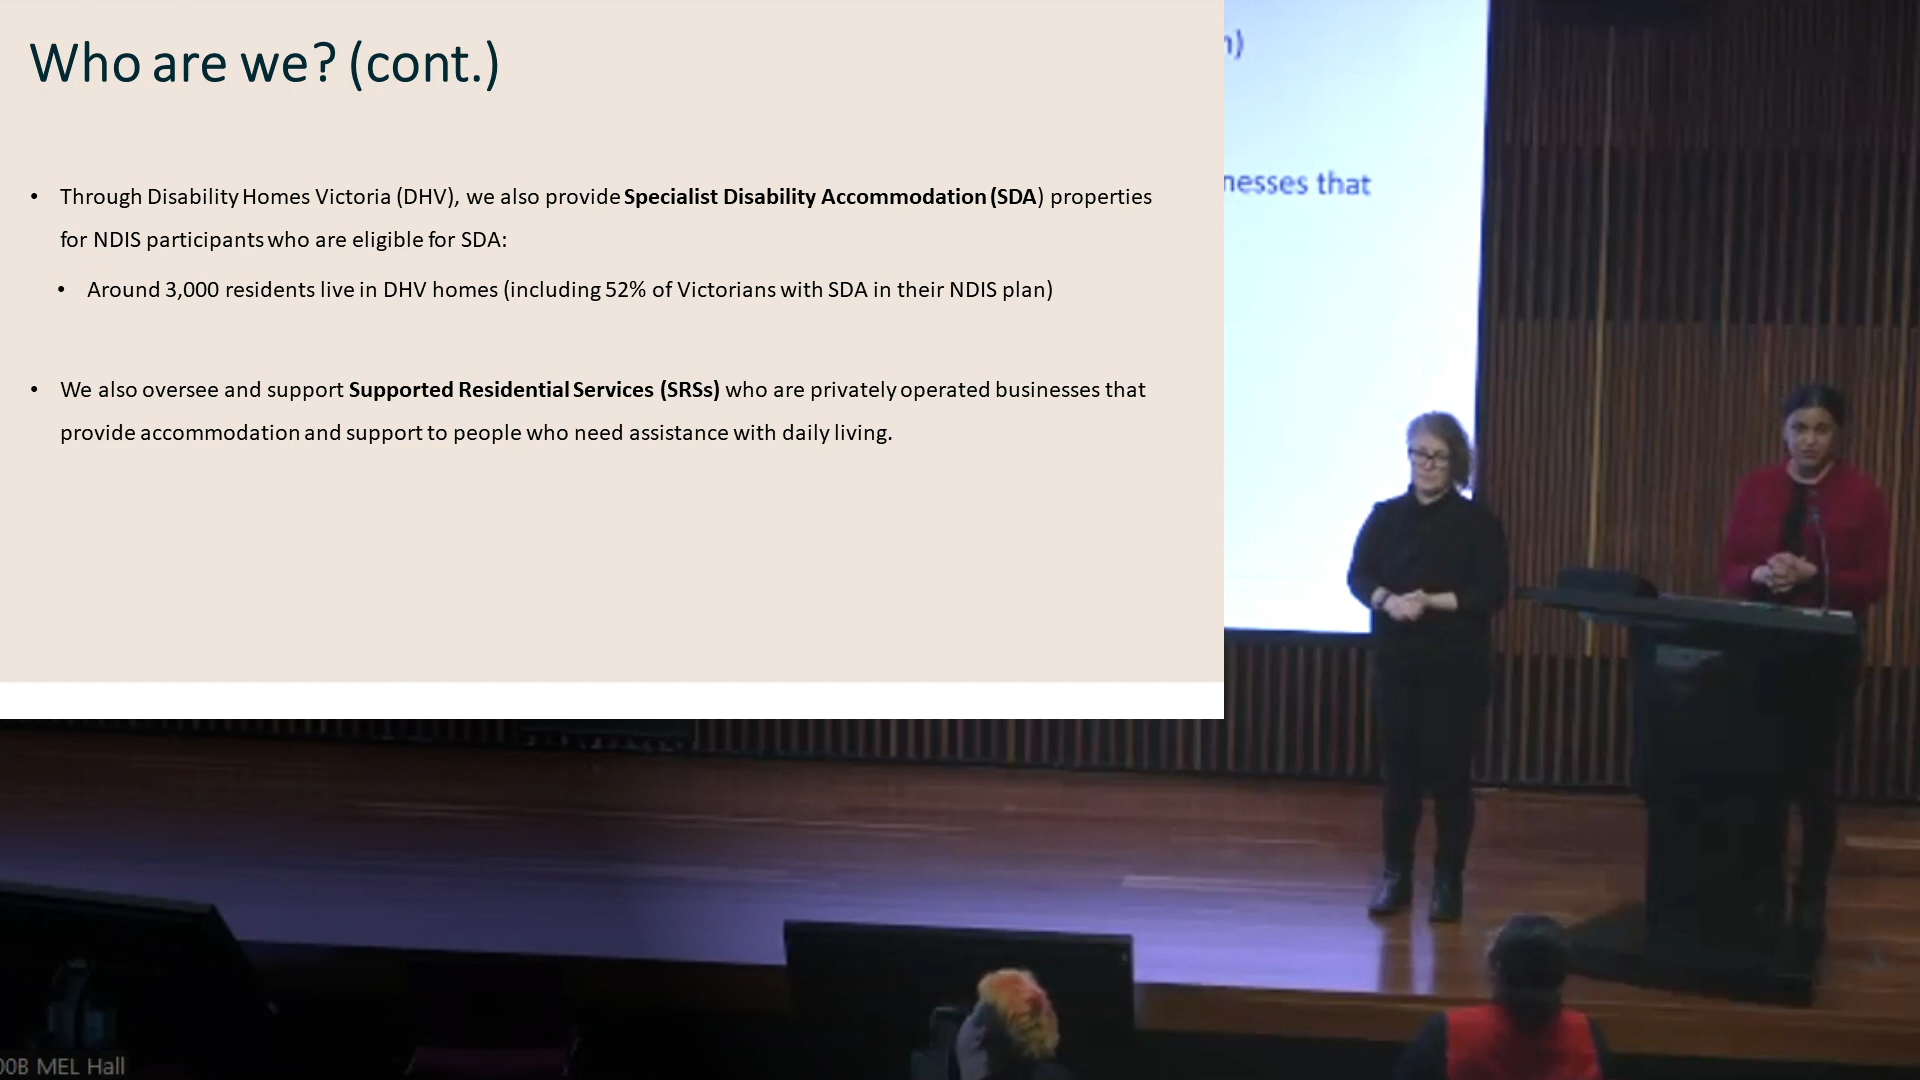 Who are we? (cont.)
• Through Disability Homes Victoria (DHV), we also provide Specialist Disability Accommodation (SDA) properties
for NDIS participants who are eligible for SDA:
• Around 3,000 residents live in DHV homes (including 52% of Victorians with SDA in their NDIS plan)
• We also oversee and support Supported Residential Services (SRSs) who are privately operated businesses that
provide accommodation and support to people who need assistance with daily living.
n)
nesses that
00B MEL Hall